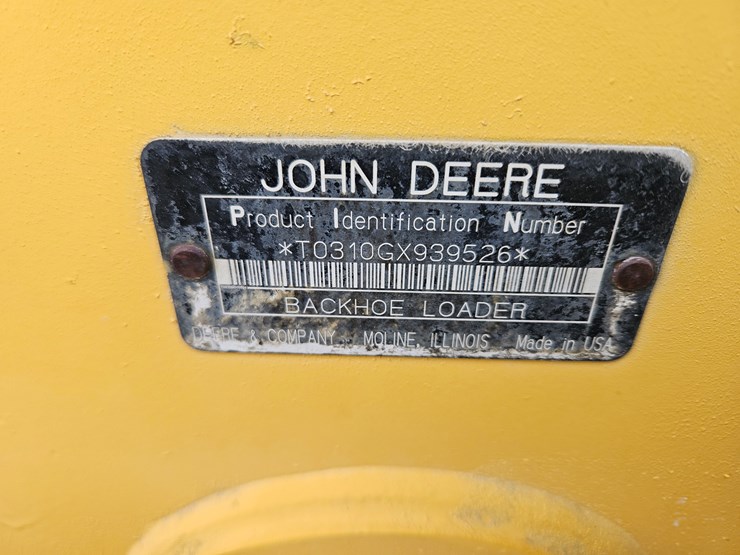 JOHN DEERE
Product Identification Number
*T0310GX939526*
BACKHOE LOADER
DEERE & COMPANY MOLINE, ILLINOIS Made in USA